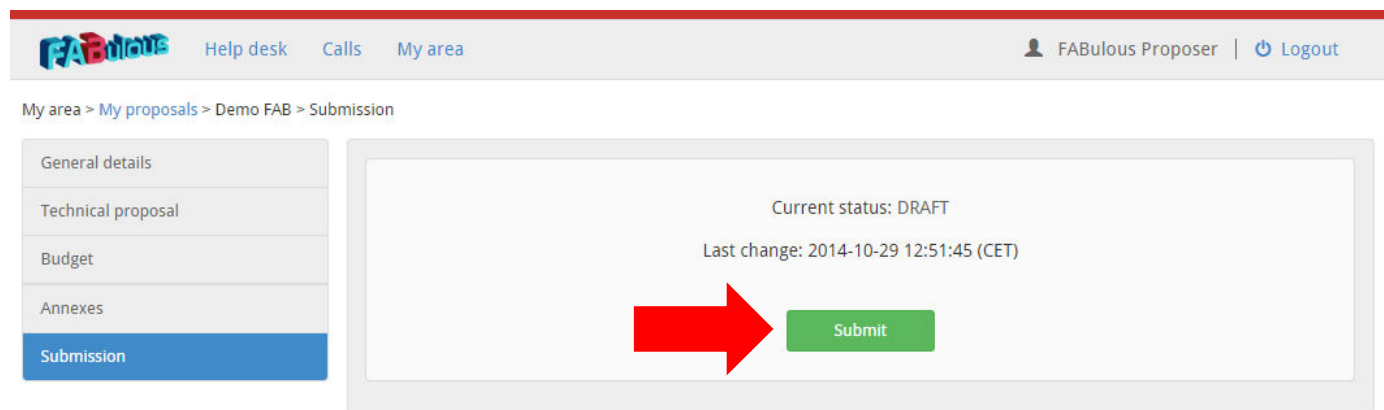 FABulous Help desk Calls My area FABulous Proposer | Logout
My area > My proposals > Demo FAB > Submission
General details
Technical proposal
Budget
Annexes
Submission
Current status: DRAFT
Last change: 2014-10-29 12:51:45 (CET)
Submit